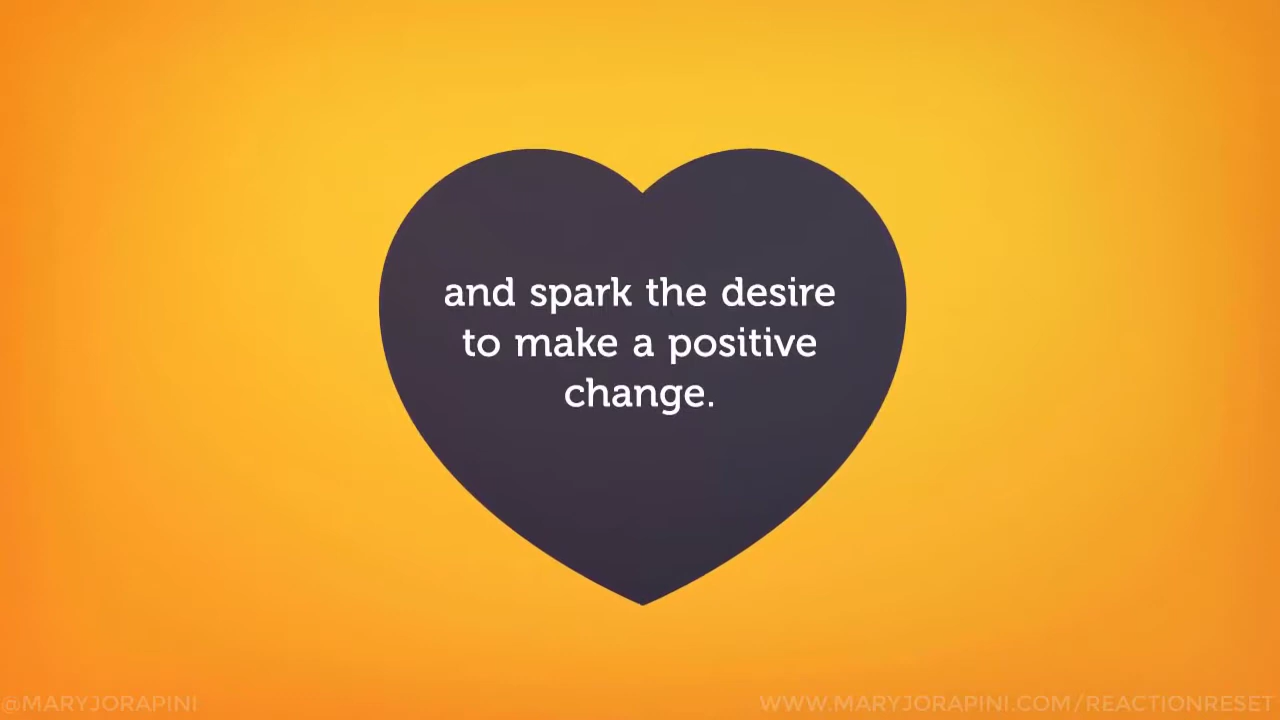 and spark the desire
to make a positive
change.
@MARYJORAPINI
WWW.MARYJORAPINI.COM/REACTIONRESET